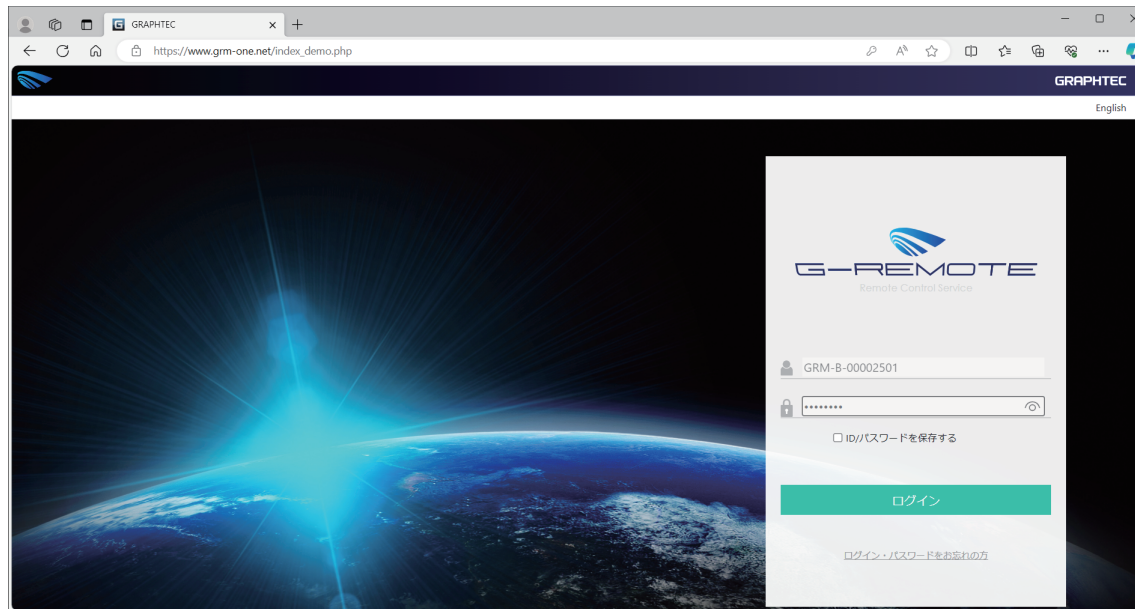 GRAPHTEC
https://www.grm-one.net/index_demo.php
GRAPHTEC
English
G-REMOTE
Remote Control Service
GRM-B-00002501
••••••••
ID/パスワードを保存する
ログイン
ログイン・パスワードをお忘れの方